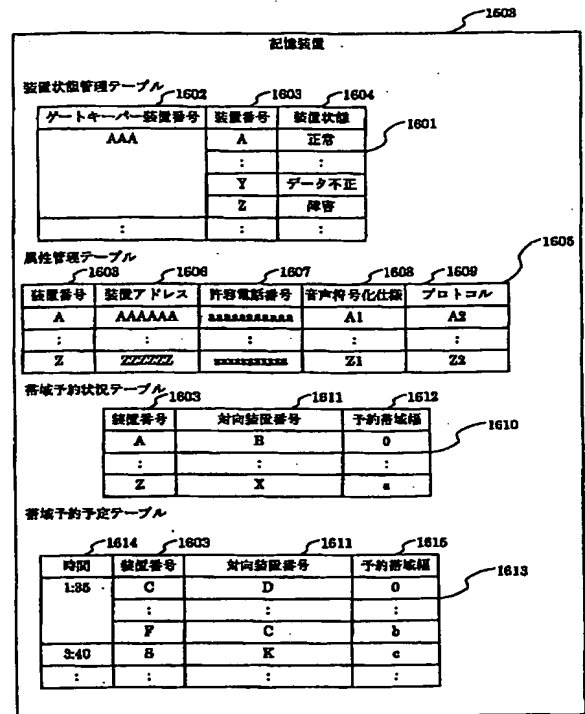 1608
記憶装置
装置状態管理テーブル
1602 1603 1604
ゲートキーパー装置番号 装置番号 装置状態
1601
AAA A 正常
: :
Y データ不正
Z 障害
: : :
属性管理テーブル
1605
1603 1606 1607 1608 1609
装置番号 装置アドレス 許容電話番号 音声符号化仕様 プロトコル
A AAAAAA aaaaaaaaaaa A1 A2
: : : : :
Z ZZZZZZ zzzzzzzzzzz Z1 Z2
帯域予約状況テーブル
1603 1611 1612
装置番号 対向装置番号 予約帯域幅
1610
A B 0
: : :
Z X a
帯域予約予定テーブル
1614 1603 1611 1615
時間 装置番号 対向装置番号 予約帯域幅
1613
1:35 C D 0
: : :
F C b
3:40 S K c
: : : :